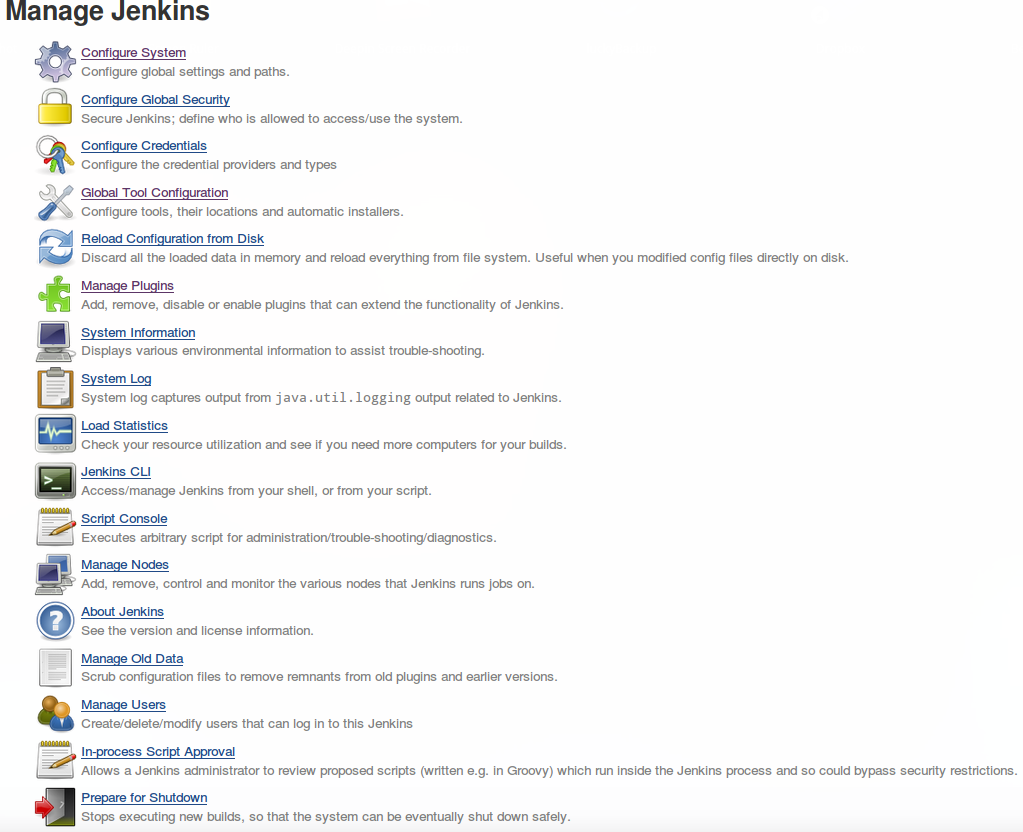 Manage Jenkins
Configure System
Configure global settings and paths.
Configure Global Security
Secure Jenkins; define who is allowed to access/use the system.
Configure Credentials
Configure the credential providers and types
Global Tool Configuration
Configure tools, their locations and automatic installers.
Reload Configuration from Disk
Discard all the loaded data in memory and reload everything from file system. Useful when you modified config files directly on disk.
Manage Plugins
Add, remove, disable or enable plugins that can extend the functionality of Jenkins.
System Information
Displays various environmental information to assist trouble-shooting.
System Log
System log captures output from java.util.logging output related to Jenkins.
Load Statistics
Check your resource utilization and see if you need more computers for your builds.
Jenkins CLI
Access/manage Jenkins from your shell, or from your script.
Script Console
Executes arbitrary script for administration/trouble-shooting/diagnostics.
Manage Nodes
Add, remove, control and monitor the various nodes that Jenkins runs jobs on.
About Jenkins
See the version and license information.
Manage Old Data
Scrub configuration files to remove remnants from old plugins and earlier versions.
Manage Users
Create/delete/modify users that can log in to this Jenkins
In-process Script Approval
Allows a Jenkins administrator to review proposed scripts (written e.g. in Groovy) which run inside the Jenkins process and so could bypass security restrictions.
Prepare for Shutdown
Stops executing new builds, so that the system can be eventually shut down safely.